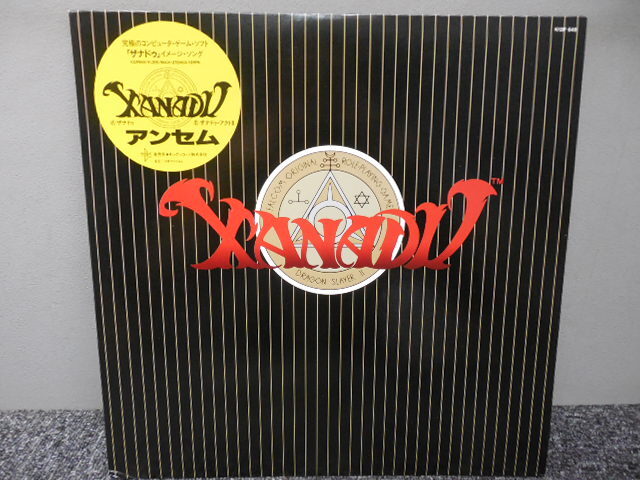 究極のコンピュータ・ゲーム・ソフト
「ザナドゥ」イメージ・ソング
XANADU
アンセム
FALCOM ORIGINAL ROLE-PLAYING GAME
XANADU™
DRAGON SLAYER II